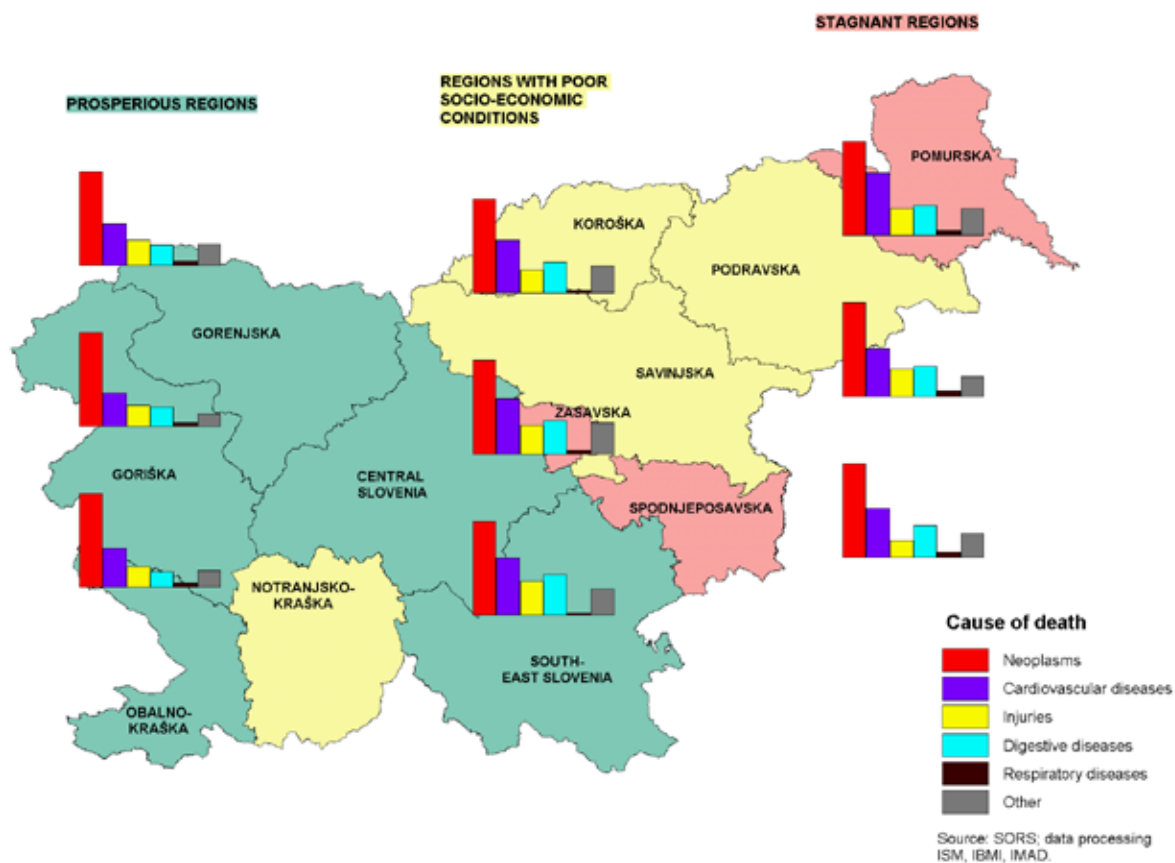 STAGNANT REGIONS
PROSPERIOUS REGIONS
REGIONS WITH POOR
SOCIO-ECONOMIC
CONDITIONS
POMURSKA
KOROŠKA
PODRAVSKA
GORENJSKA
SAVINJSKA
ZASAVSKA
GORIŠKA
CENTRAL
SLOVENIA
SPODNJEPOSAVSKA
NOTRANJSKO-
KRAŠKA
SOUTH-
EAST SLOVENIA
OBALNO-
KRAŠKA
Cause of death
Neoplasms
Cardiovascular diseases
Injuries
Digestive diseases
Respiratory diseases
Other
Source: SORS; data processing
ISM, IBMI, IMAD.